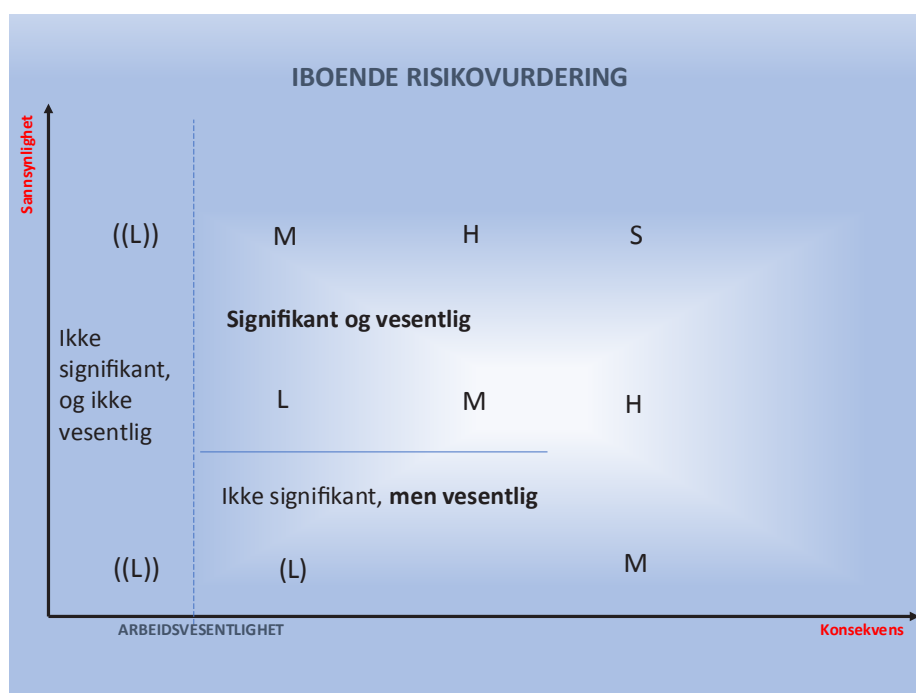 IBOENDE RISIKOVURDERING
Sannsynlighet
((L)) M H S
Signifikant og vesentlig
Ikke
signifikant,
og ikke
vesentlig
L M H
Ikke signifikant, men vesentlig
((L)) (L) M
ARBEIDSVESENTLIGHET
Konsekvens